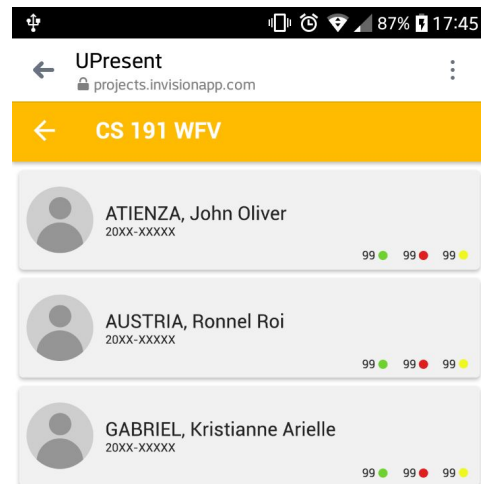 87% 17:45
UPresent
projects.invisionapp.com
CS 191 WFV
ATIENZA, John Oliver
20XX-XXXXX
99 99 99
AUSTRIA, Ronnel Roi
20XX-XXXXX
99 99 99
GABRIEL, Kristianne Arielle
20XX-XXXXX
99 99 99